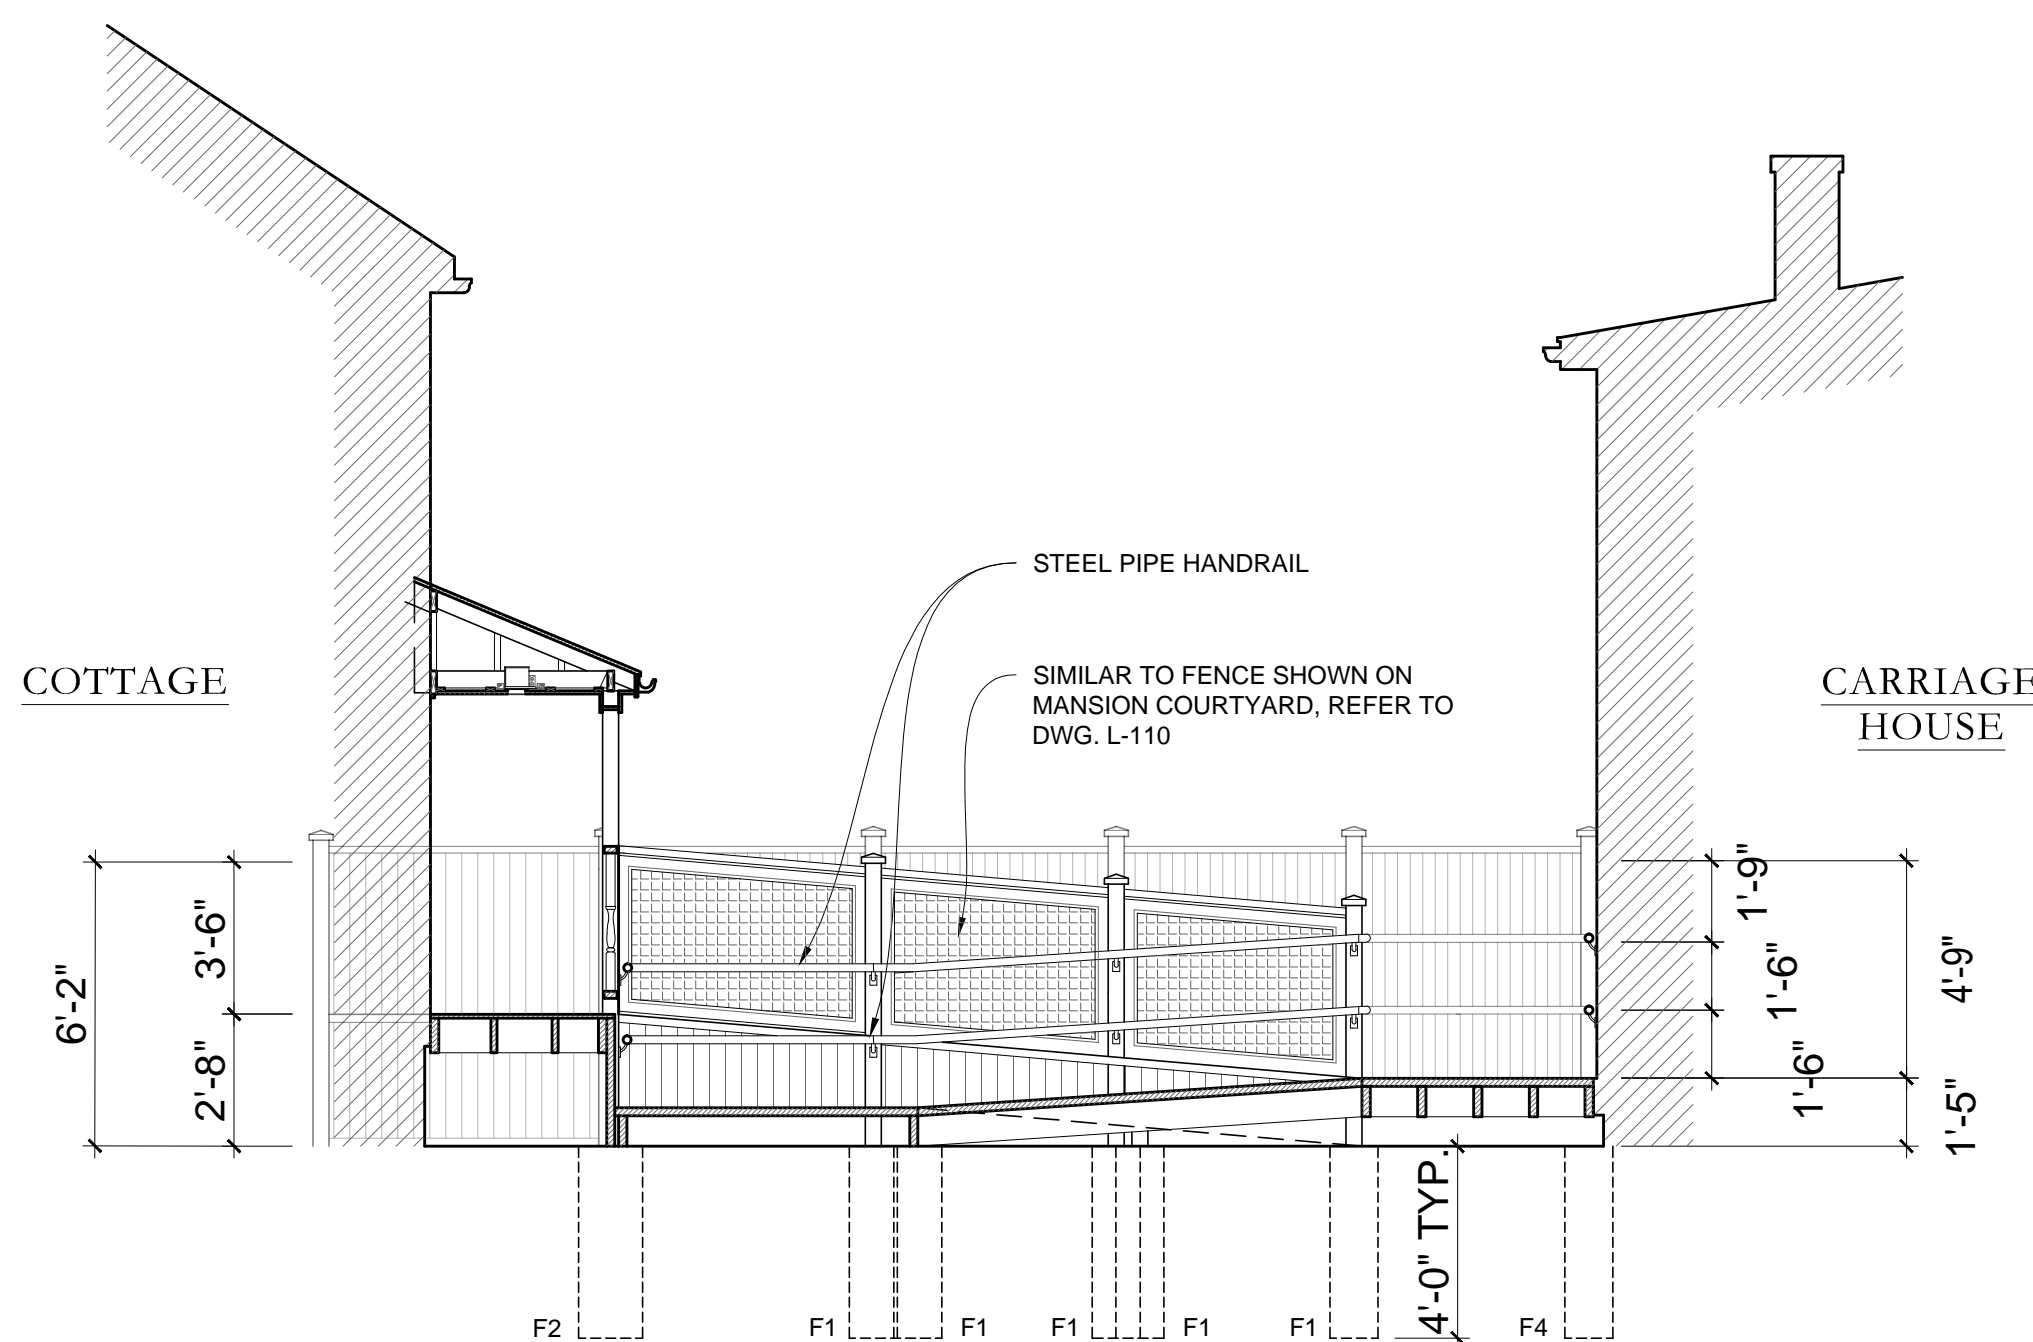 STEEL PIPE HANDRAIL
SIMILAR TO FENCE SHOWN ON
MANSION COURTYARD, REFER TO
DWG. L-110
COTTAGE
CARRIAGE
HOUSE
6'-2"
3'-6"
2'-8"
1'-9"
1'-6"
1'-6"
4'-9"
1'-5"
4'-0" TYP.
F2
F1
F1
F1
F1
F1
F4